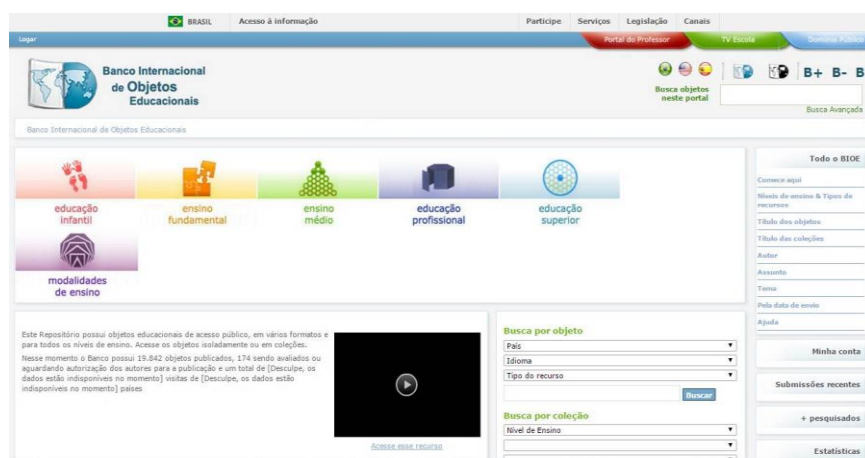 BRASIL Acesso à informação Participe Serviços Legislação Canais
Logar Portal do Professor TV Escola Domínio Público
Banco Internacional
de Objetos
Educacionais
B+ B- B
Busca objetos
neste portal
Busca Avançada
Banco Internacional de Objetos Educacionais
educação
infantil
ensino
fundamental
ensino
médio
educação
profissional
educação
superior
modalidades
de ensino
Este Repositório possui objetos educacionais de acesso público, em vários formatos e
para todos os níveis de ensino. Acesse os objetos isoladamente ou em coleções.
Nesse momento o Banco possui 19.842 objetos publicados, 174 sendo avaliados ou
aguardando autorização dos autores para a publicação e um total de [Desculpe, os
dados estão indisponíveis no momento] visitas de [Desculpe, os dados estão
indisponíveis no momento] países
Acesse esse recurso
Busca por objeto
País
Idioma
Tipo do recurso
Buscar
Busca por coleção
Nível de Ensino
Todo o BIOE
Comece aqui
Níveis de ensino & Tipos de
recursos
Título dos objetos
Título das coleções
Autor
Assunto
Tema
Pela data de envio
Ajuda
Minha conta
Submissões recentes
+ pesquisados
Estatísticas